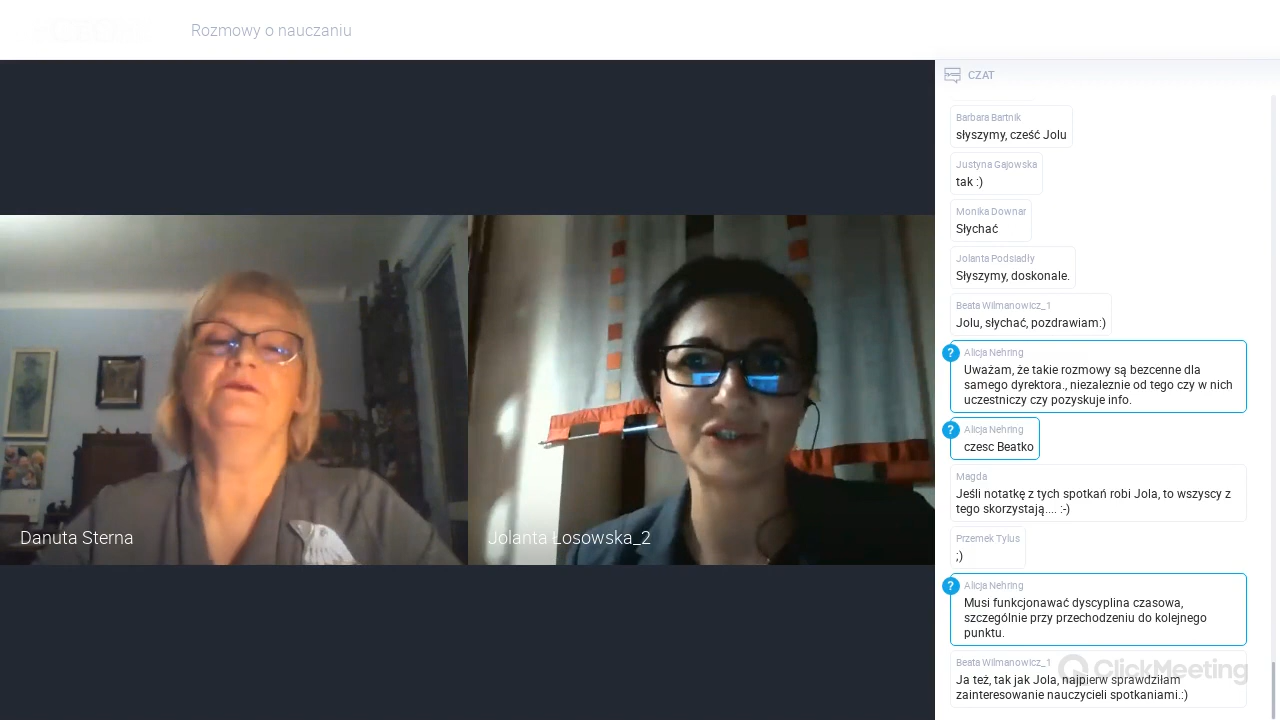 Rozmowy o nauczaniu
CZAT
Barbara Bartnik
słyszymy, cześć Jolu
Justyna Gajowska
tak :)
Monika Downar
Słychać
Jolanta Podsiadły
Słyszymy, doskonale.
Beata Wilmanowicz_1
Jolu, słychać, pozdrawiam:)
?
Alicja Nehring
Uważam, że takie rozmowy są bezcenne dla
samego dyrektora., niezależnie od tego czy w nich
uczestniczy czy pozyskuje info.
?
Alicja Nehring
czesc Beatko
Magda
Jeśli notatkę z tych spotkań robi Jola, to wszyscy z
tego skorzystają.... :-)
Przemek Tylus
;)
?
Alicja Nehring
Musi funkcjonawać dyscyplina czasowa,
szczególnie przy przechodzeniu do kolejnego
punktu.
Beata Wilmanowicz_1
Ja też, tak jak Jola, najpierw sprawdziłam
zainteresowanie nauczycieli spotkaniami.:)
ClickMeeting
Danuta Sterna
Jolanta Łosowska_2